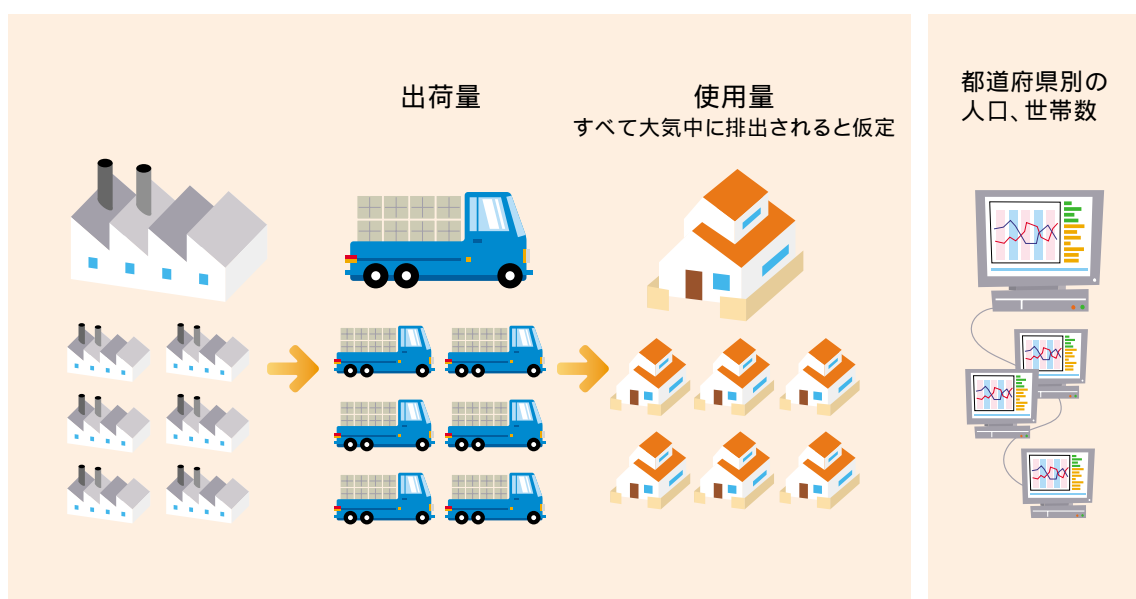 出荷量
使用量
すべて大気中に排出されると仮定
都道府県別の
人口、世帯数